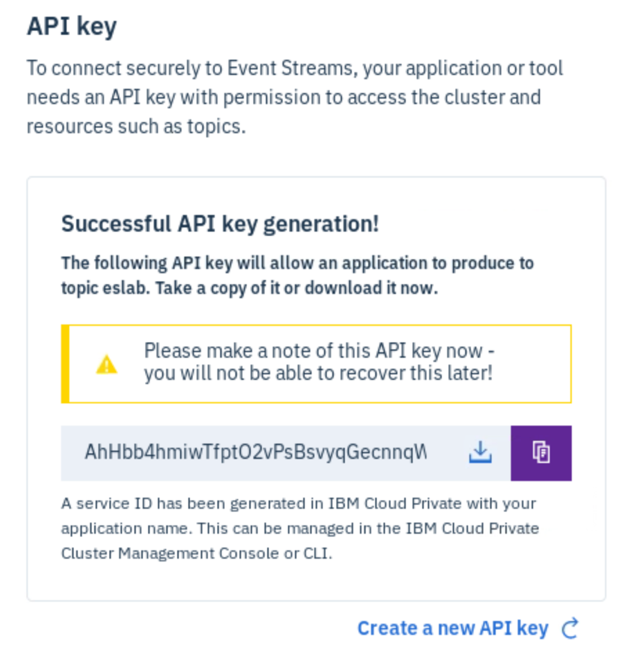 API key
To connect securely to Event Streams, your application or tool
needs an API key with permission to access the cluster and
resources such as topics.
Successful API key generation!
The following API key will allow an application to produce to
topic eslab. Take a copy of it or download it now.
Please make a note of this API key now -
you will not be able to recover this later!
AhHbb4hmiwTfptO2vPsBsvyqGecnnqW
A service ID has been generated in IBM Cloud Private with your
application name. This can be managed in the IBM Cloud Private
Cluster Management Console or CLI.
Create a new API key